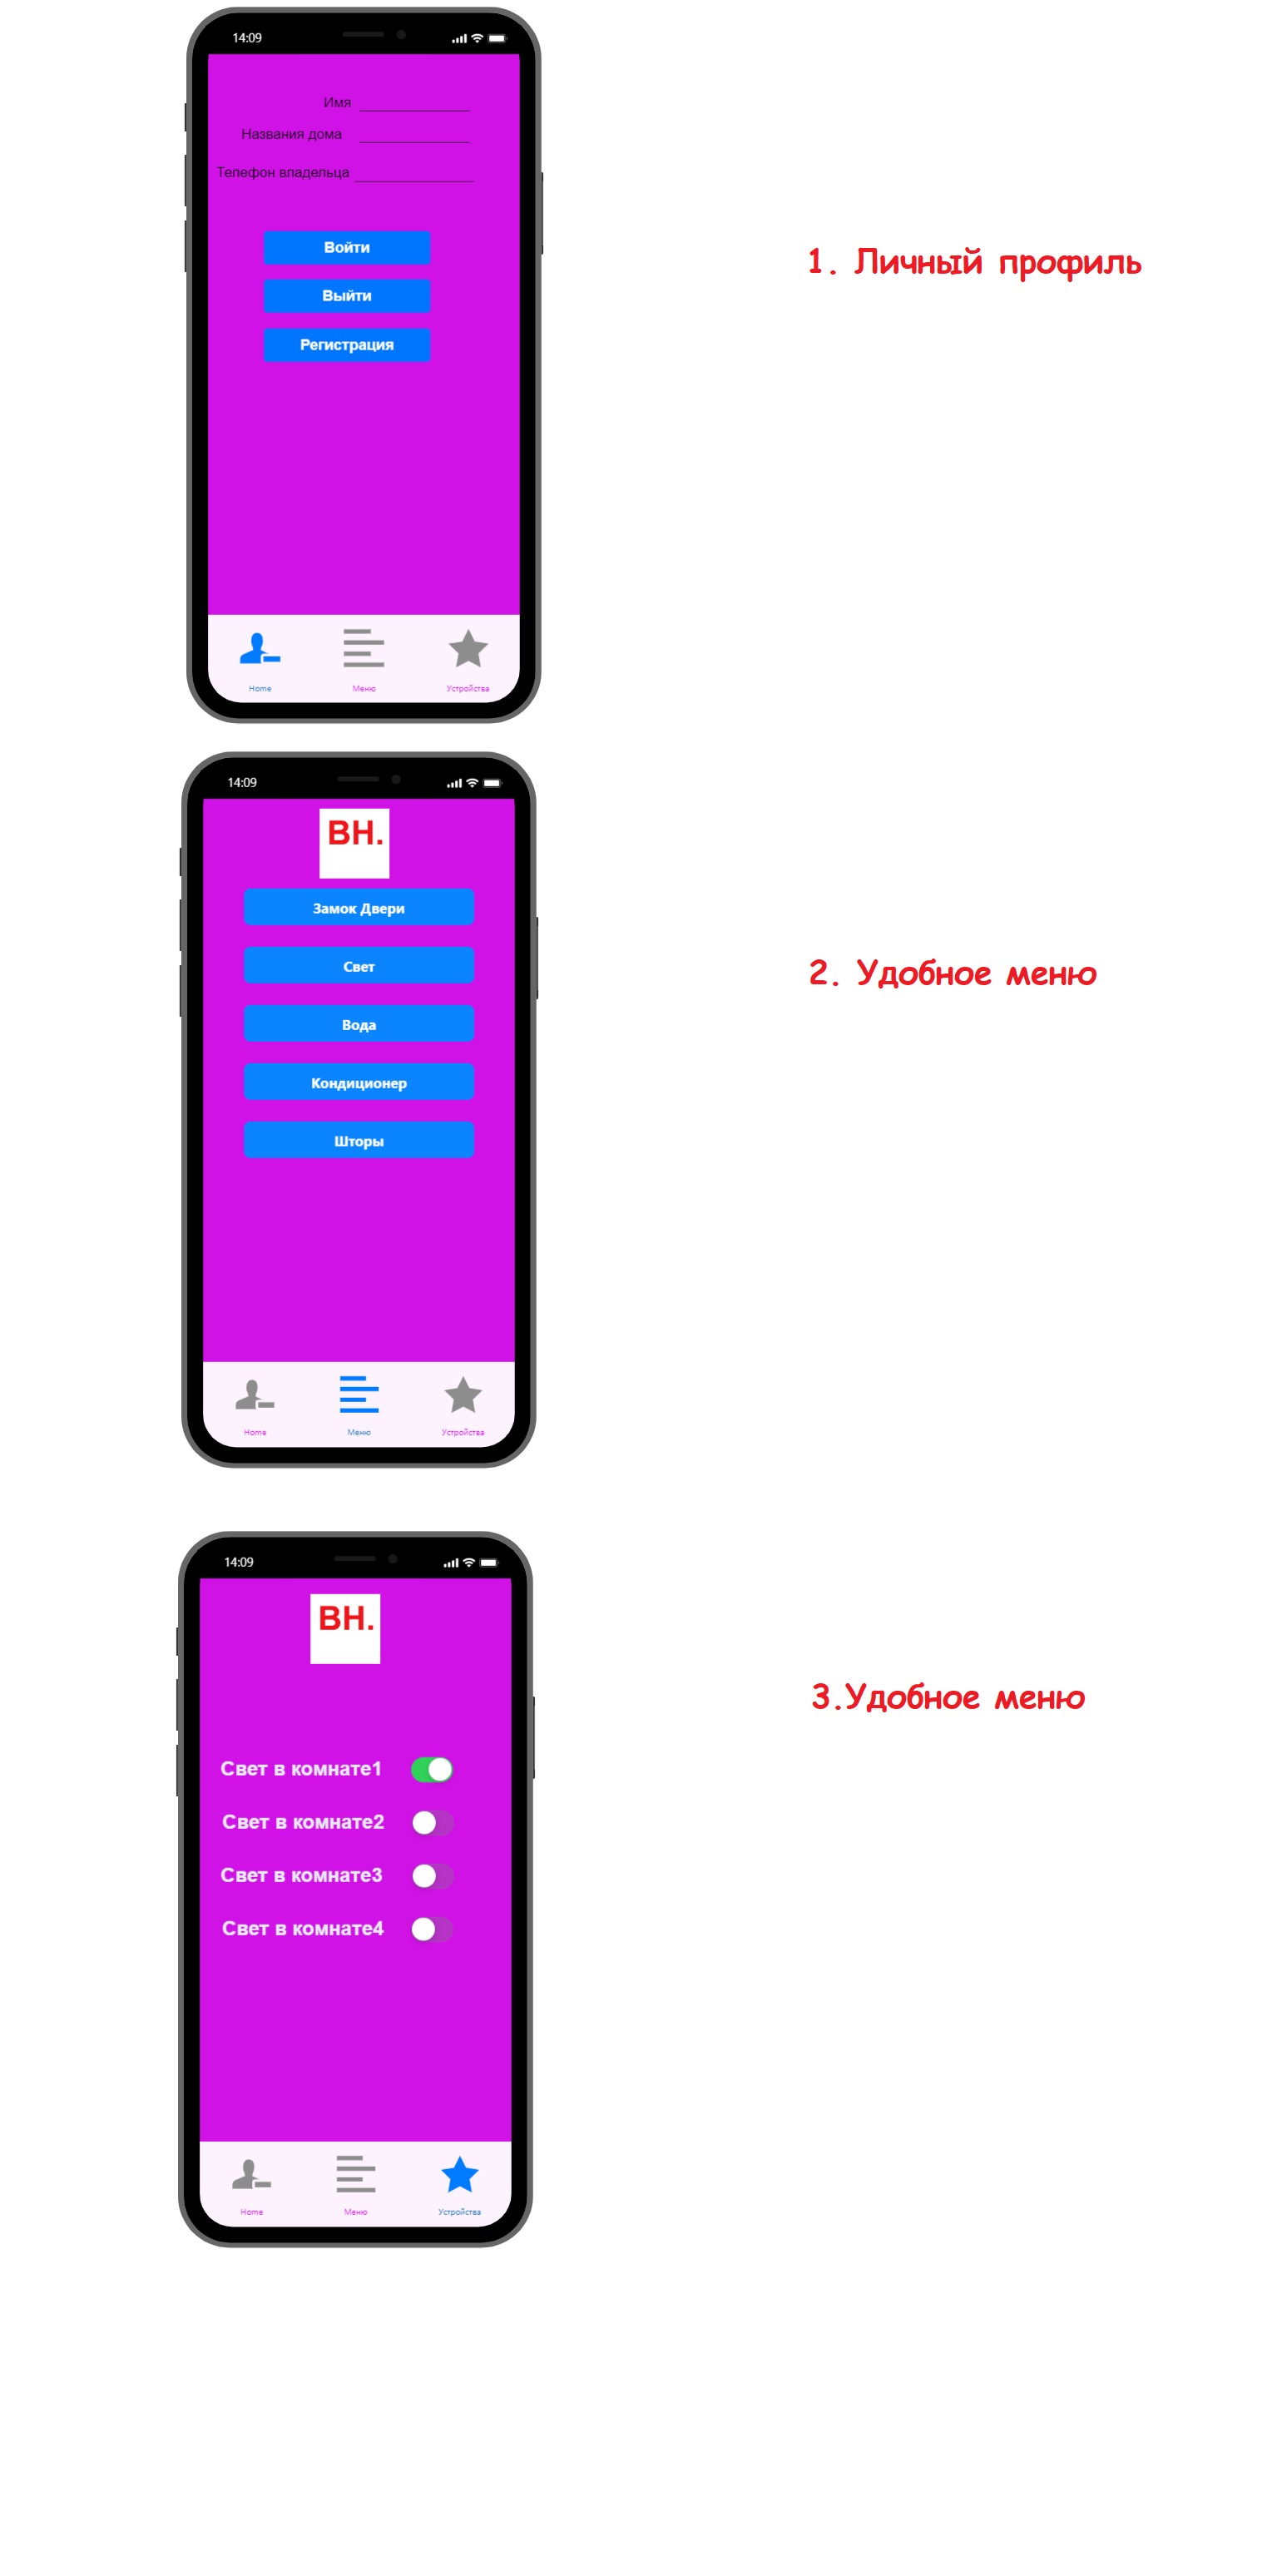 14:09
Имя
Названия дома
Телефон владельца
Войти
Выйти
Регистрация
Home
Меню
Устройства
1. Личный профиль
14:09
BH.
Замок Двери
Свет
Вода
Кондиционер
Шторы
Home
Меню
Устройства
2. Удобное меню
14:09
BH.
Свет в комнате1
Свет в комнате2
Свет в комнате3
Свет в комнате4
Home
Меню
Устройства
3.Удобное меню